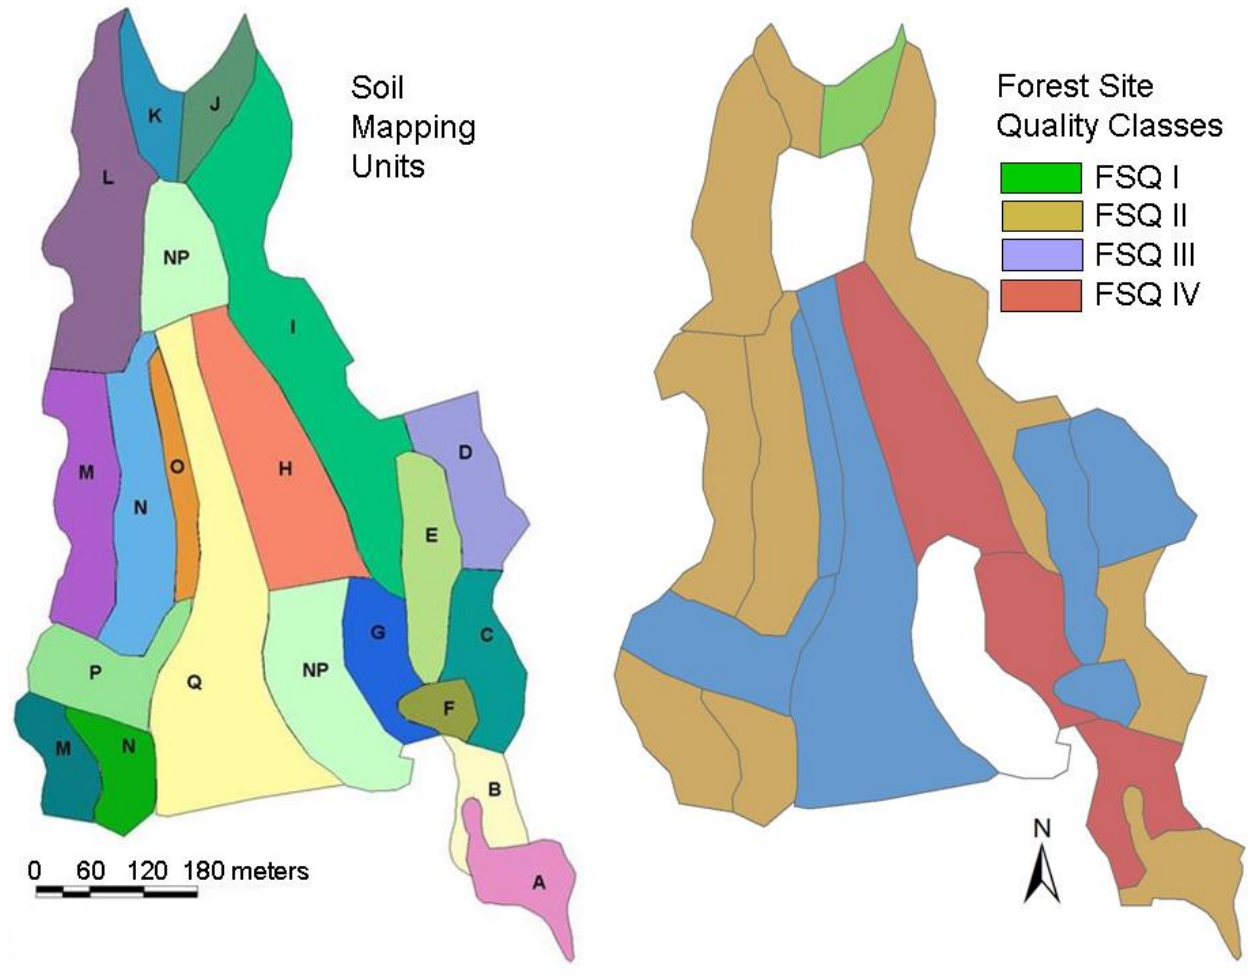 Soil
Mapping
Units
K
J
L
NP
I
M
N
O
H
D
E
G
C
P
Q
NP
F
M
N
B
A
0 60 120 180 meters
Forest Site
Quality Classes
FSQ I
FSQ II
FSQ III
FSQ IV
N